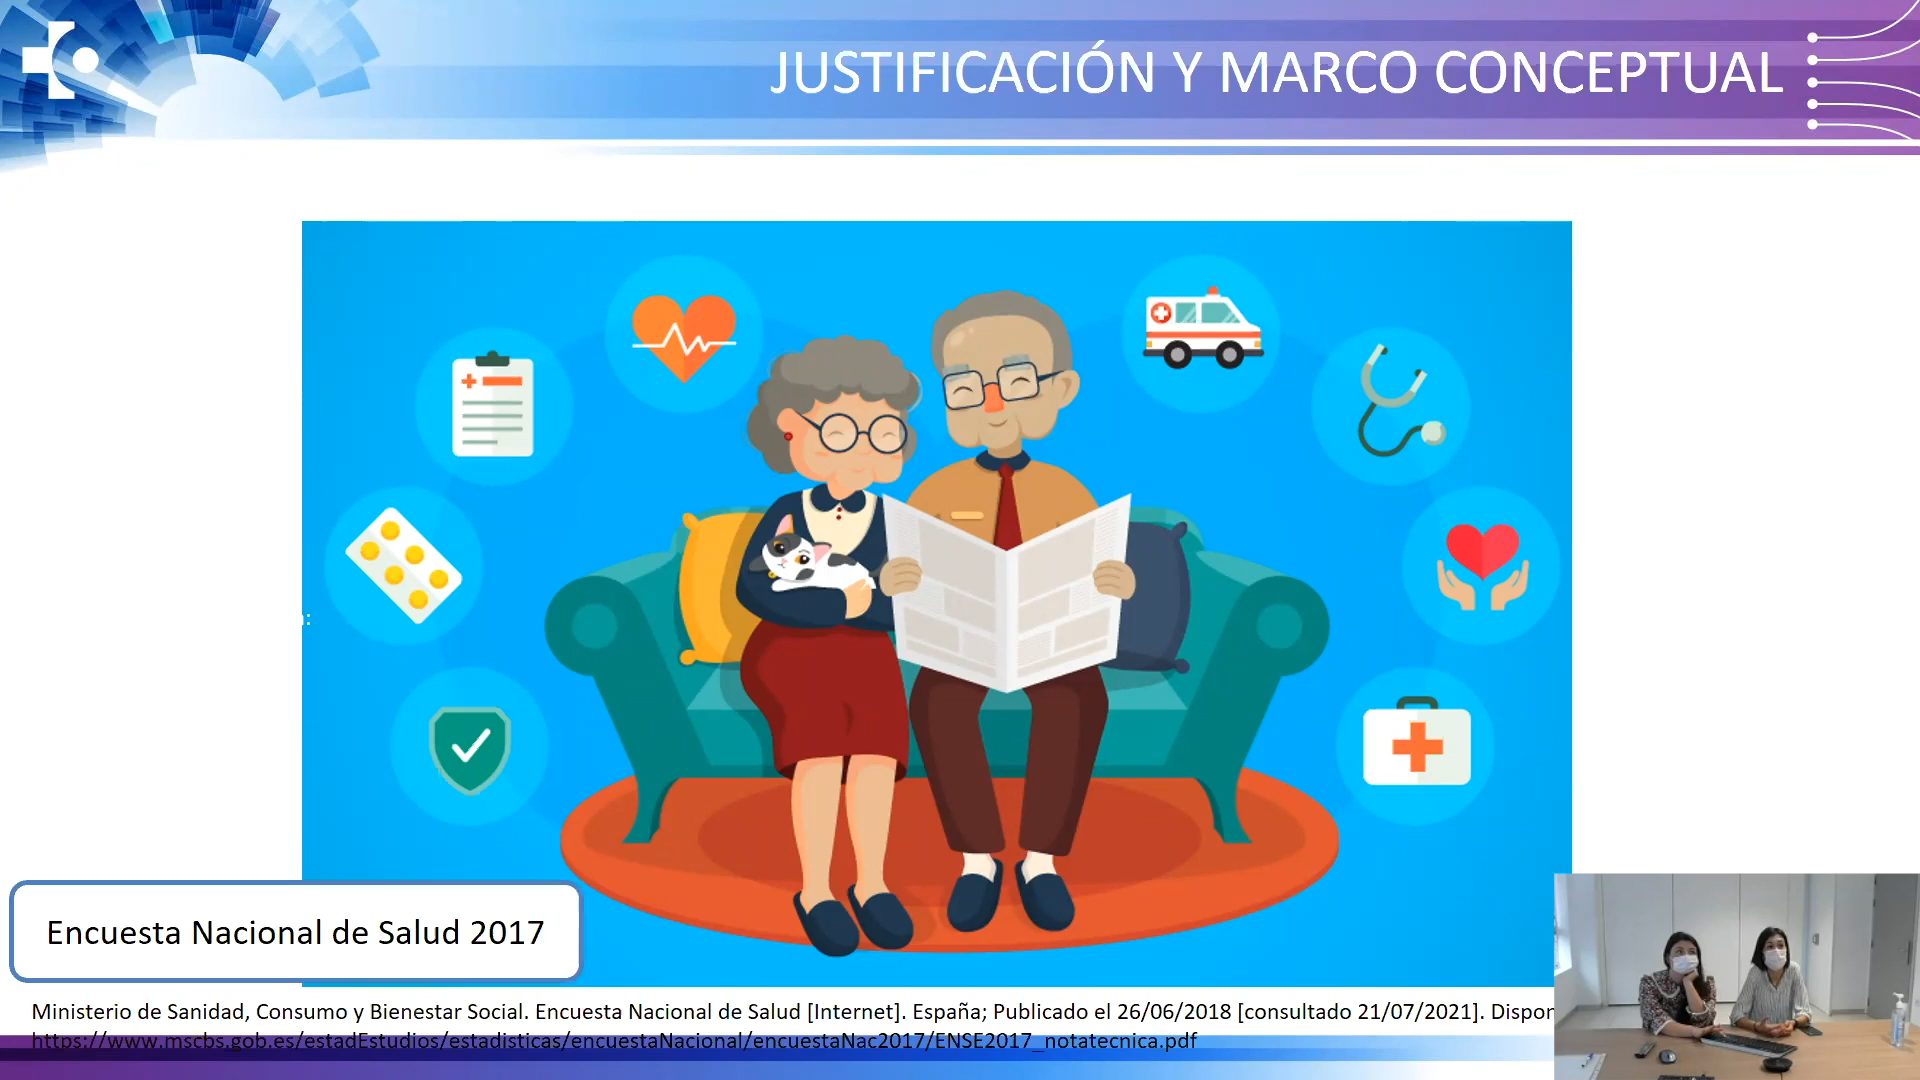 JUSTIFICACIÓN Y MARCO CONCEPTUAL
Encuesta Nacional de Salud 2017
Ministerio de Sanidad, Consumo y Bienestar Social. Encuesta Nacional de Salud [Internet]. España; Publicado el 26/06/2018 [consultado 21/07/2021]. Dispon
https://www.mscbs.gob.es/estadEstudios/estadisticas/encuestaNacional/encuestaNac2017/ENSE2017_notatecnica.pdf